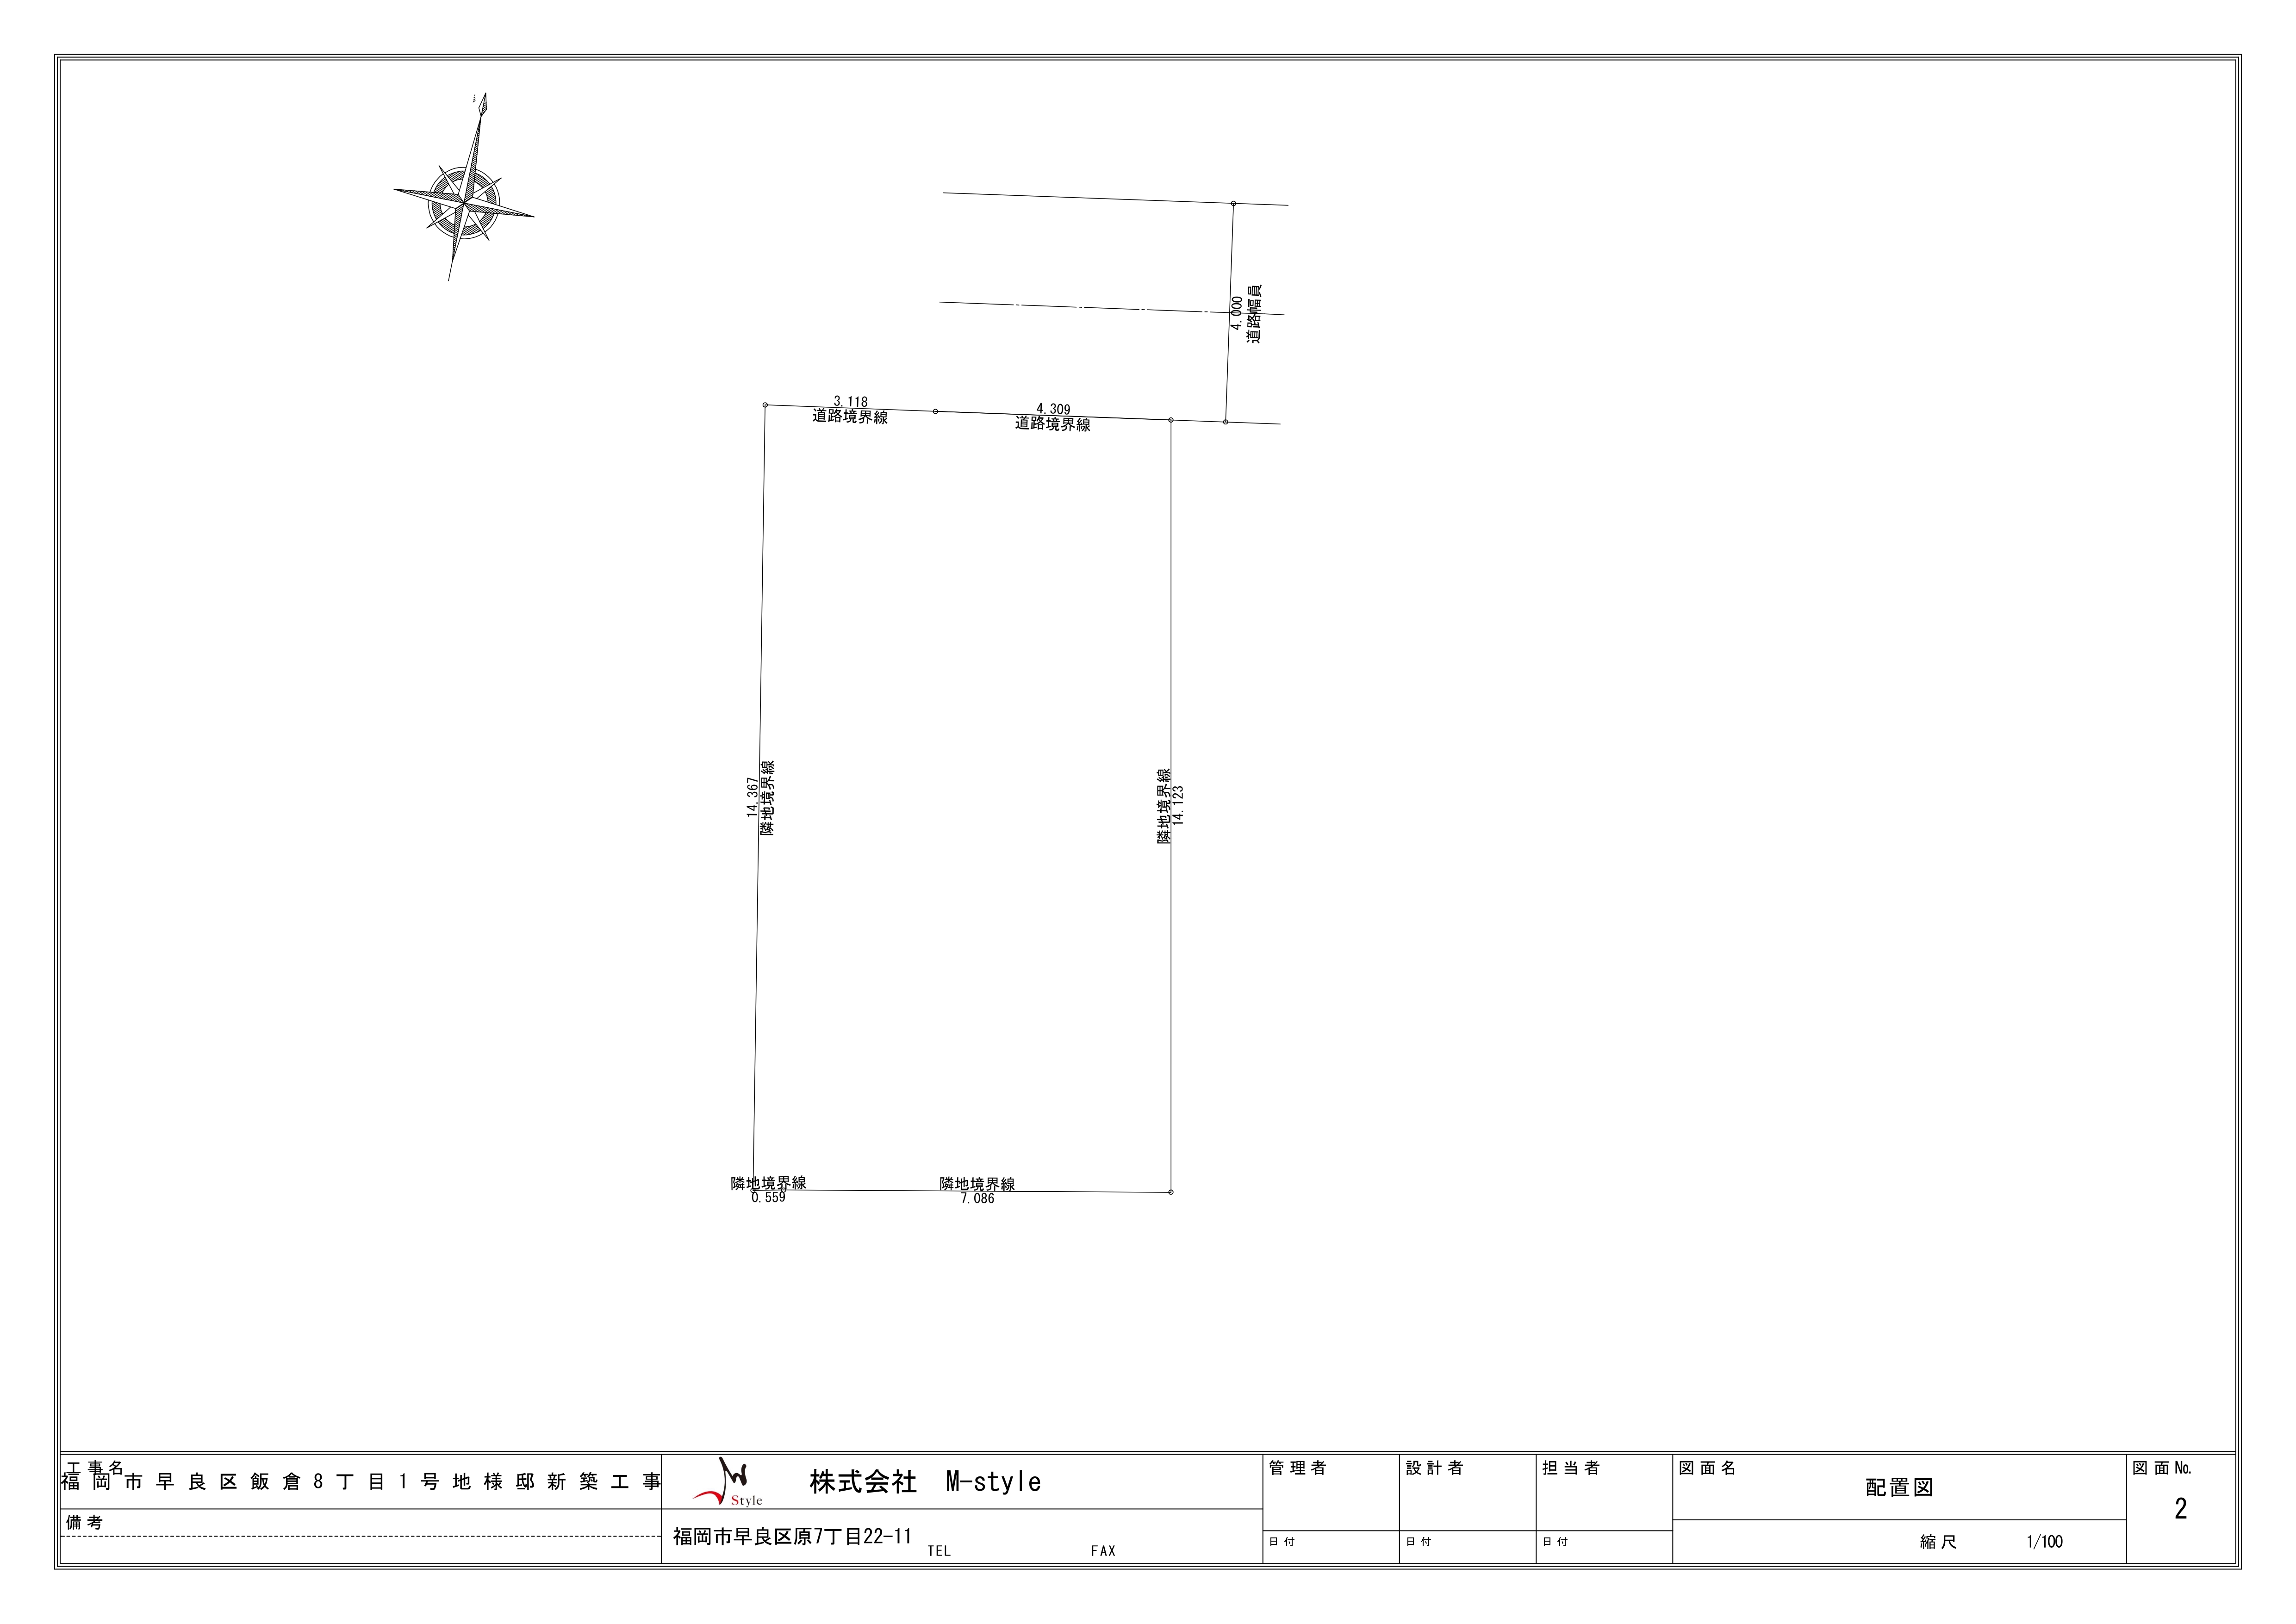 4.000
道路幅員
3.118
道路境界線
4.309
道路境界線
14.367
隣地境界線
隣地境界線
14.123
隣地境界線
0.559
隣地境界線
7.086
工事名
福岡市早良区飯倉8丁目1号地様邸新築工事
備考
Style
株式会社 M-style
福岡市早良区原7丁目22-11
TEL
FAX
管理者
日付
設計者
日付
担当者
日付
図面名
配置図
縮尺 1/100
図面№
2